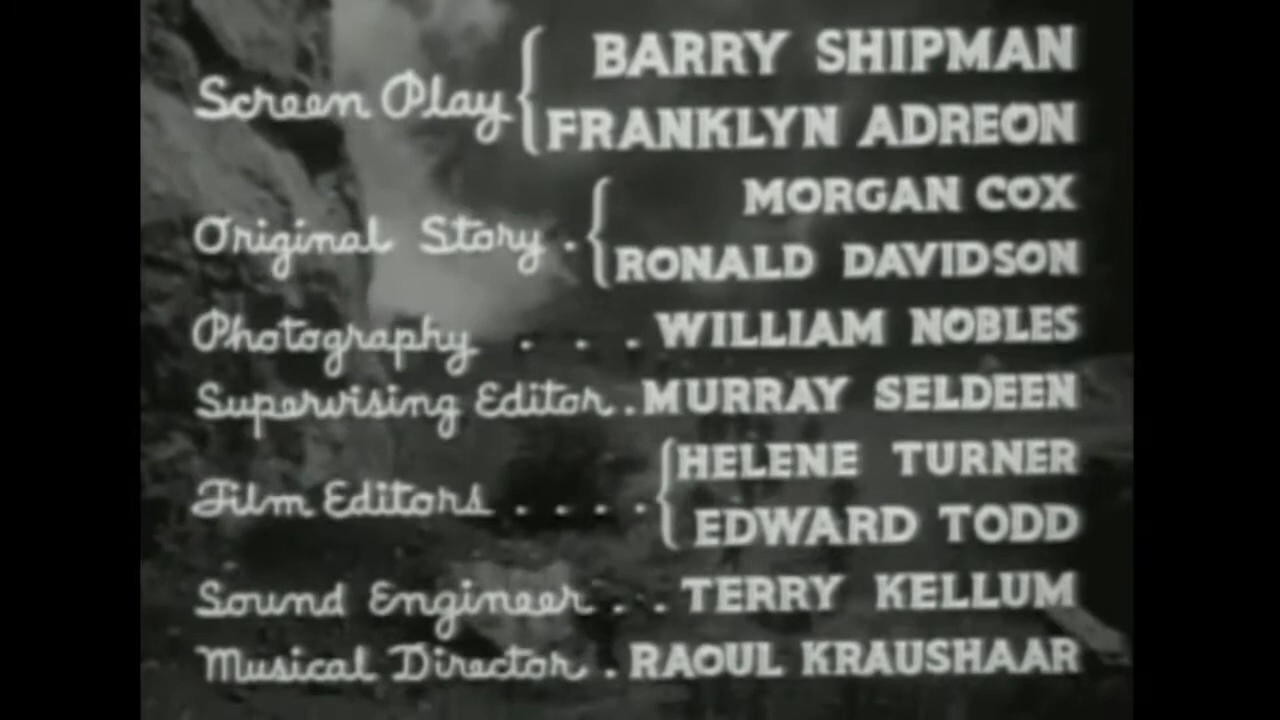 Screen Play { BARRY SHIPMAN
FRANKLYN ADREON
Original Story . { MORGAN COX
RONALD DAVIDSON
Photography . . . WILLIAM NOBLES
Supervising Editor . MURRAY SELDEEN
Film Editors . . . . { HELENE TURNER
EDWARD TODD
Sound Engineer . . TERRY KELLUM
Musical Director . RAOUL KRAUSHAAR